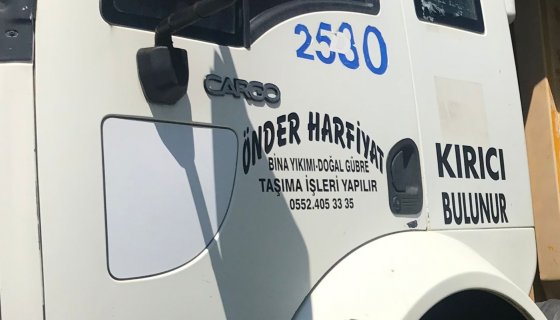 2530
CARGO
ÖNDER HARFİYAT
BİNA YIKIMI-DOĞAL GÜBRE
TAŞIMA İŞLERİ YAPILIR
0552.405 33 35
KIRICI
BULUNUR